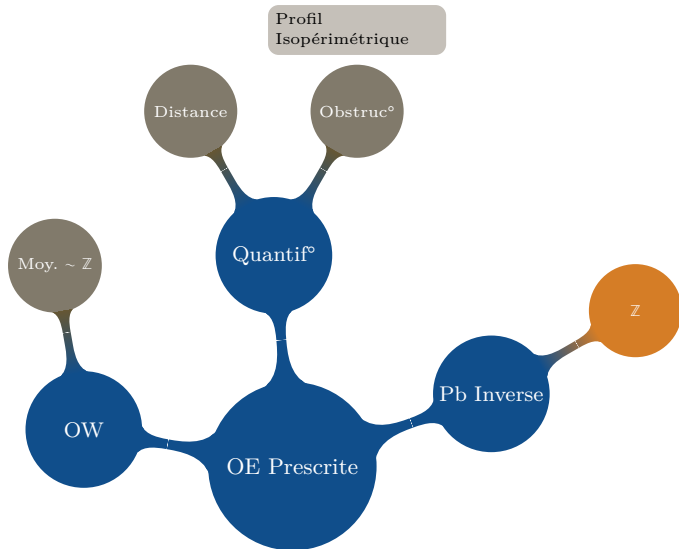 Profil
Isopérimétrique
Distance
Obstruc°
Quantif°
Moy. ~ ℤ
ℤ
Pb Inverse
OW
OE Prescrite